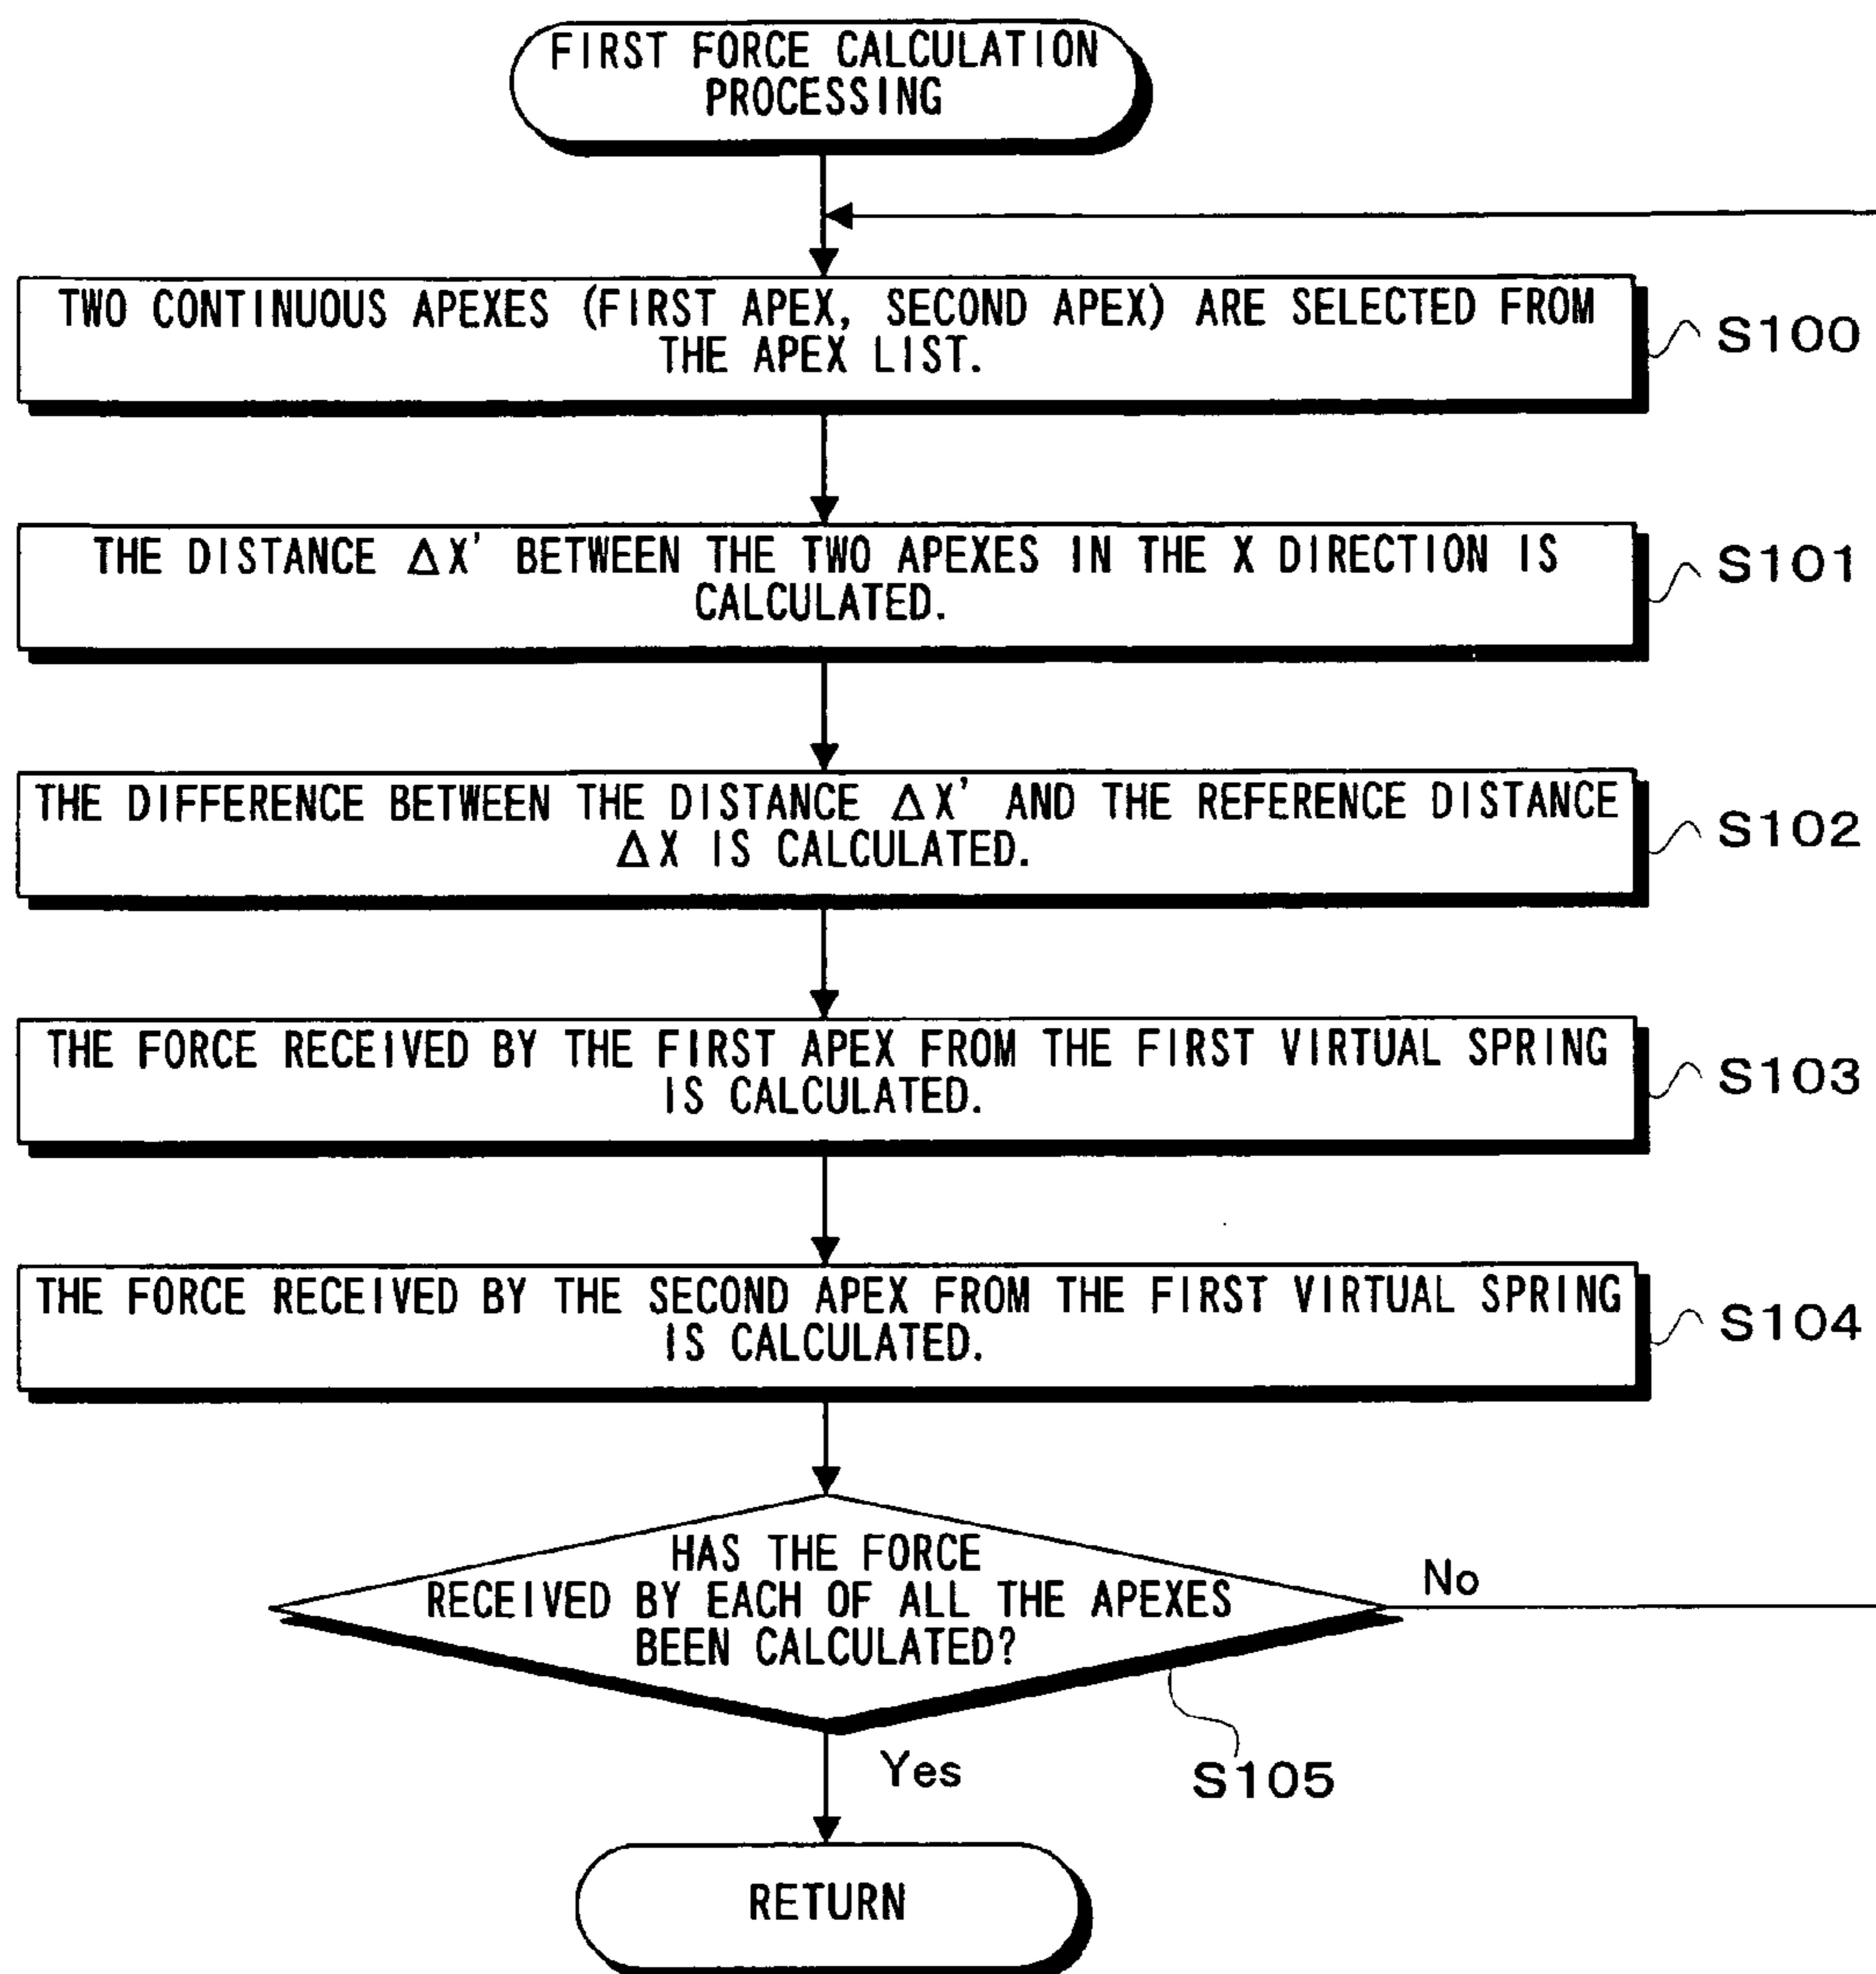 FIRST FORCE CALCULATION
PROCESSING
TWO CONTINUOUS APEXES (FIRST APEX, SECOND APEX) ARE SELECTED FROM
THE APEX LIST.
S100
THE DISTANCE ΔX' BETWEEN THE TWO APEXES IN THE X DIRECTION IS
CALCULATED.
S101
THE DIFFERENCE BETWEEN THE DISTANCE ΔX' AND THE REFERENCE DISTANCE
ΔX IS CALCULATED.
S102
THE FORCE RECEIVED BY THE FIRST APEX FROM THE FIRST VIRTUAL SPRING
IS CALCULATED.
S103
THE FORCE RECEIVED BY THE SECOND APEX FROM THE FIRST VIRTUAL SPRING
IS CALCULATED.
S104
HAS THE FORCE
RECEIVED BY EACH OF ALL THE APEXES
BEEN CALCULATED?
No
Yes
S105
RETURN